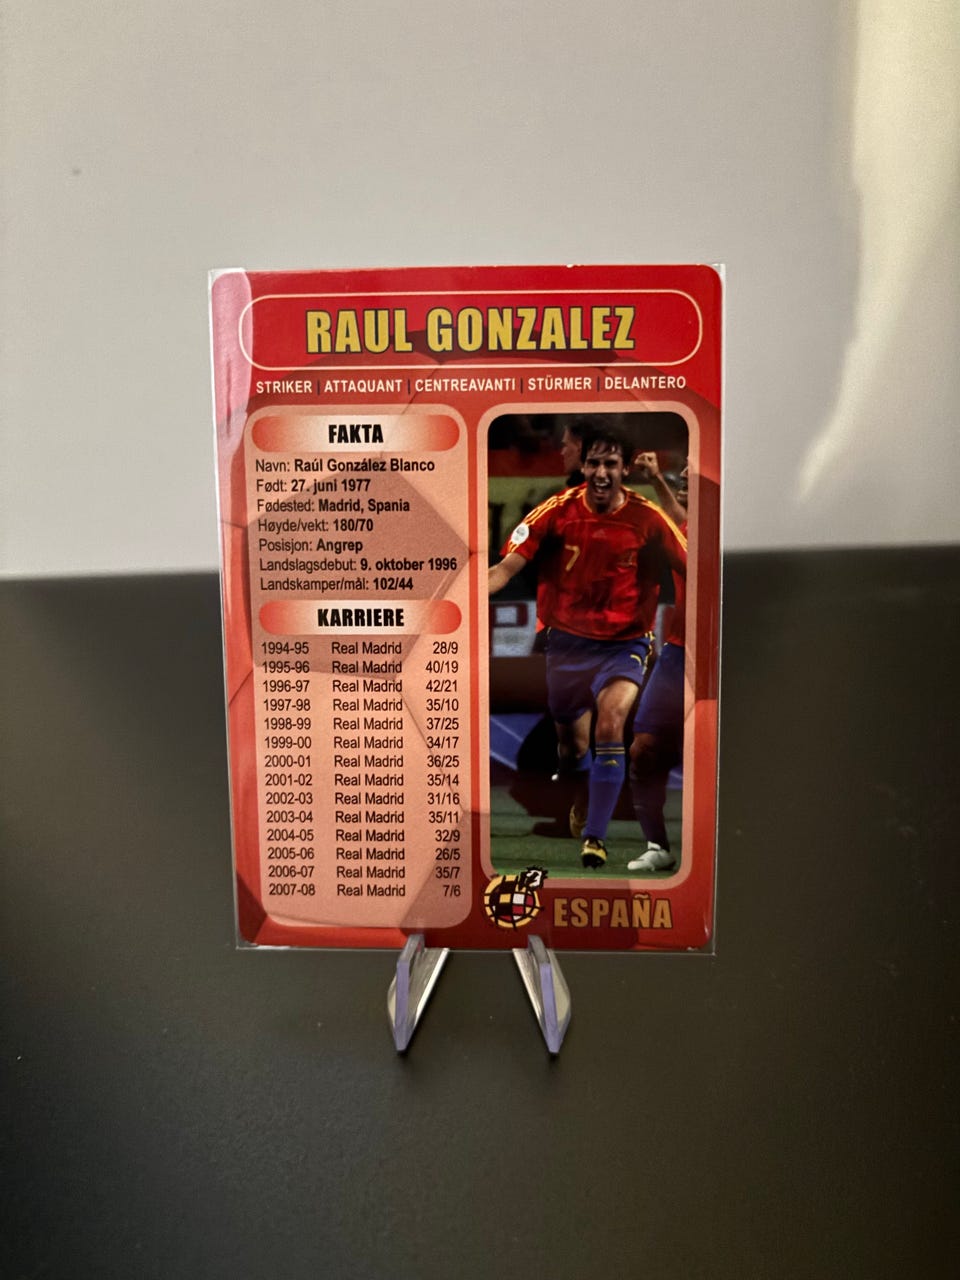 RAUL GONZALEZ
STRIKER | ATTAQUANT | CENTREAVANTI | STÜRMER | DELANTERO
FAKTA
Navn: Raúl González Blanco
Født: 27. juni 1977
Fødested: Madrid, Spania
Høyde/vekt: 180/70
Posisjon: Angrep
Landslagsdebut: 9. oktober 1996
Landskamper/mål: 102/44
KARRIERE
1994-95 Real Madrid 28/9
1995-96 Real Madrid 40/19
1996-97 Real Madrid 42/21
1997-98 Real Madrid 35/10
1998-99 Real Madrid 37/25
1999-00 Real Madrid 34/17
2000-01 Real Madrid 36/25
2001-02 Real Madrid 35/14
2002-03 Real Madrid 31/16
2003-04 Real Madrid 35/11
2004-05 Real Madrid 32/9
2005-06 Real Madrid 26/5
2006-07 Real Madrid 35/7
2007-08 Real Madrid 7/6
7
ESPAÑA